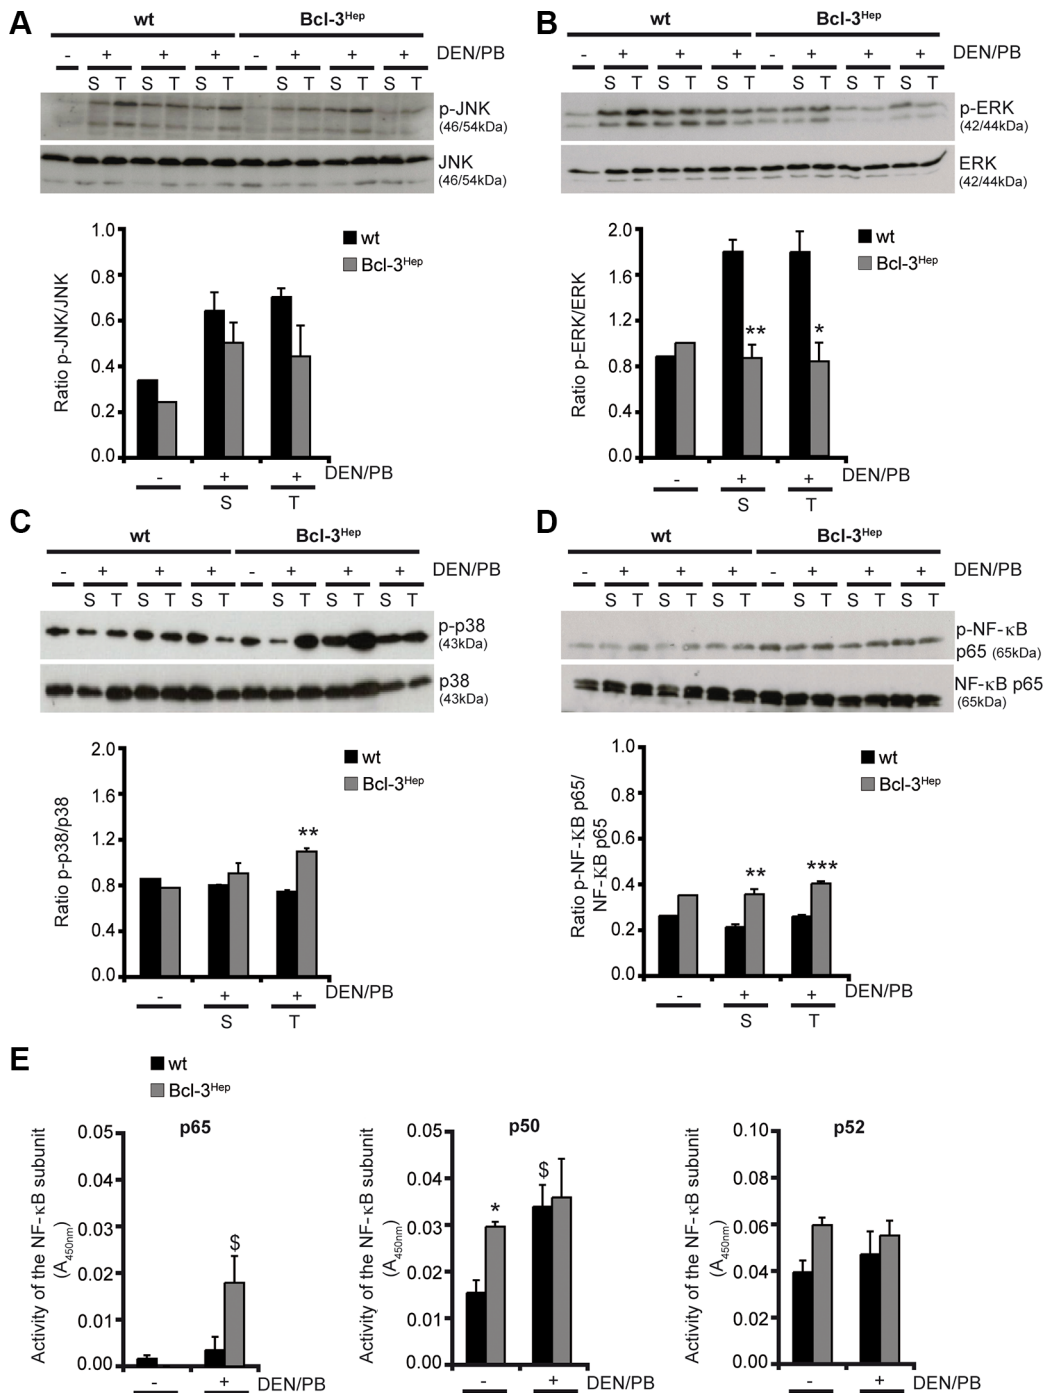 A
wt Bcl-3Hep
- + + + - + + + DEN/PB
S T S T S T S T S T S T
p-JNK
(46/54kDa)
JNK
(46/54kDa)
1.0
0.8
0.6
0.4
0.2
0.0
Ratio p-JNK/JNK
wt
Bcl-3Hep
- + + DEN/PB
S T
B
wt Bcl-3Hep
- + + + - + + + DEN/PB
S T S T S T S T S T S T
p-ERK
(42/44kDa)
ERK
(42/44kDa)
2.0
1.6
1.2
0.8
0.4
0.0
Ratio p-ERK/ERK
wt
Bcl-3Hep
** *
- + + DEN/PB
S T
C
wt Bcl-3Hep
- + + + - + + + DEN/PB
S T S T S T S T S T S T
p-p38
(43kDa)
p38
(43kDa)
2.0
1.6
1.2
0.8
0.4
0.0
Ratio p-p38/p38
wt
Bcl-3Hep
**
- + + DEN/PB
S T
D
wt Bcl-3Hep
- + + + - + + + DEN/PB
S T S T S T S T S T S T
p-NF-κB
p65 (65kDa)
NF-κB p65
(65kDa)
1.0
0.8
0.6
0.4
0.2
0.0
Ratio p-NF-κB p65/
NF-κB p65
wt
Bcl-3Hep
** ***
- + + DEN/PB
S T
E
wt
Bcl-3Hep
p65
0.05
0.04
0.03
0.02
0.01
0.00
Activity of the NF-κB subunit
(A450nm)
$
- + DEN/PB
p50
0.05
0.04
0.03
0.02
0.01
0.00
Activity of the NF-κB subunit
(A450nm)
* $
- + DEN/PB
p52
0.10
0.08
0.06
0.04
0.02
0.00
Activity of the NF-κB subunit
(A450nm)
- + DEN/PB